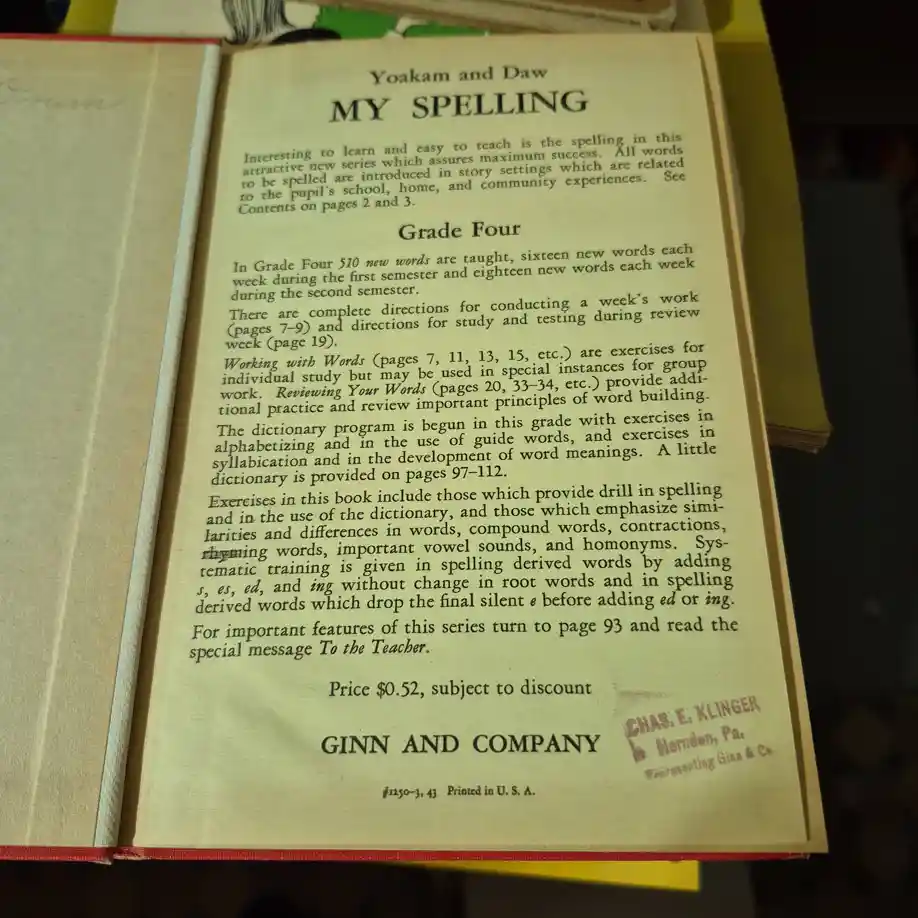 Yoakam and Daw
MY SPELLING
Interesting to learn and easy to teach is the spelling in this
attractive new series which assures maximum success. All words
to be spelled are introduced in story settings which are related
to the pupil's school, home, and community experiences. See
Contents on pages 2 and 3.
Grade Four
In Grade Four 510 new words are taught, sixteen new words each
week during the first semester and eighteen new words each week
during the second semester.
There are complete directions for conducting a week's work
(pages 7–9) and directions for study and testing during review
week (page 19).
Working with Words (pages 7, 11, 13, 15, etc.) are exercises for
individual study but may be used in special instances for group
work. Reviewing Your Words (pages 20, 33–34, etc.) provide addi-
tional practice and review important principles of word building.
The dictionary program is begun in this grade with exercises in
alphabetizing and in the use of guide words, and exercises in
syllabication and in the development of word meanings. A little
dictionary is provided on pages 97–112.
Exercises in this book include those which provide drill in spelling
and in the use of the dictionary, and those which emphasize simi-
larities and differences in words, compound words, contractions,
rhyming words, important vowel sounds, and homonyms. Sys-
tematic training is given in spelling derived words by adding
s, es, ed, and ing without change in root words and in spelling
derived words which drop the final silent e before adding ed or ing.
For important features of this series turn to page 93 and read the
special message To the Teacher.
Price $0.52, subject to discount
GINN AND COMPANY
#1250–3, 43 Printed in U. S. A.
CHAS. E. KLINGER
Herndon, Pa.
Representing Ginn & Co.